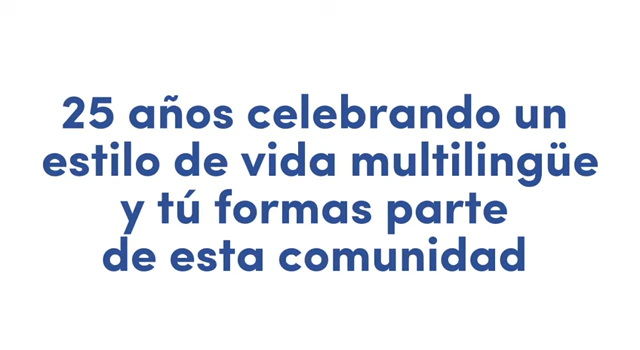 25 años celebrando un
estilo de vida multilingüe
y tú formas parte
de esta comunidad